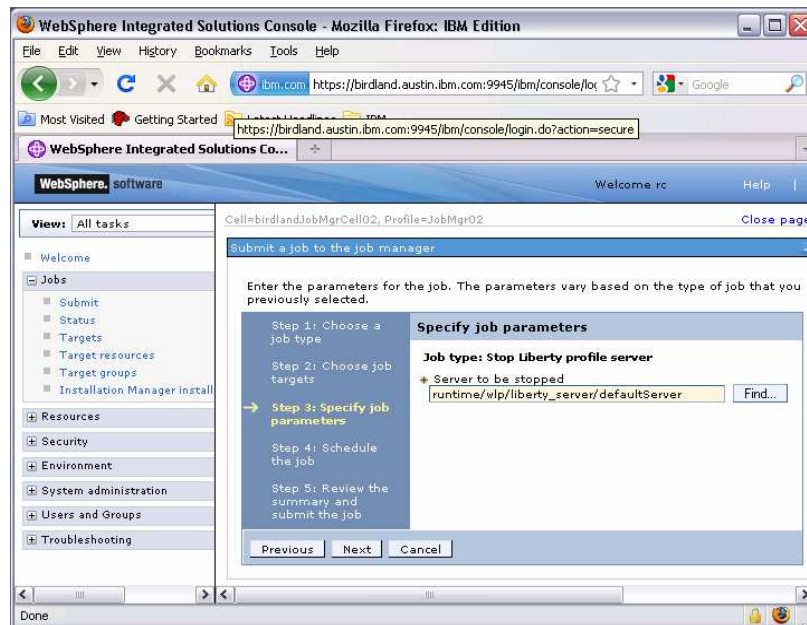 WebSphere Integrated Solutions Console - Mozilla Firefox: IBM Edition
File Edit View History Bookmarks Tools Help
ibm.com https://birdland.austin.ibm.com:9945/ibm/console/log Google
Most Visited Getting Started Latest Headlines IBM
https://birdland.austin.ibm.com:9945/ibm/console/login.do?action=secure
WebSphere Integrated Solutions Co...
WebSphere. software Welcome rc Help |
View: All tasks
Welcome
Jobs
Submit
Status
Targets
Target resources
Target groups
Installation Manager install
Resources
Security
Environment
System administration
Users and Groups
Troubleshooting
Cell=birdlandJobMgrCell02, Profile=JobMgr02 Close page
Submit a job to the job manager
Enter the parameters for the job. The parameters vary based on the type of job that you
previously selected.
Step 1: Choose a
job type
Step 2: Choose job
targets
Step 3: Specify job
parameters
Step 4: Schedule
the job
Step 5: Review the
summary and
submit the job
Specify job parameters
Job type: Stop Liberty profile server
Server to be stopped
runtime/wlp/liberty_server/defaultServer Find...
Previous Next Cancel
Done